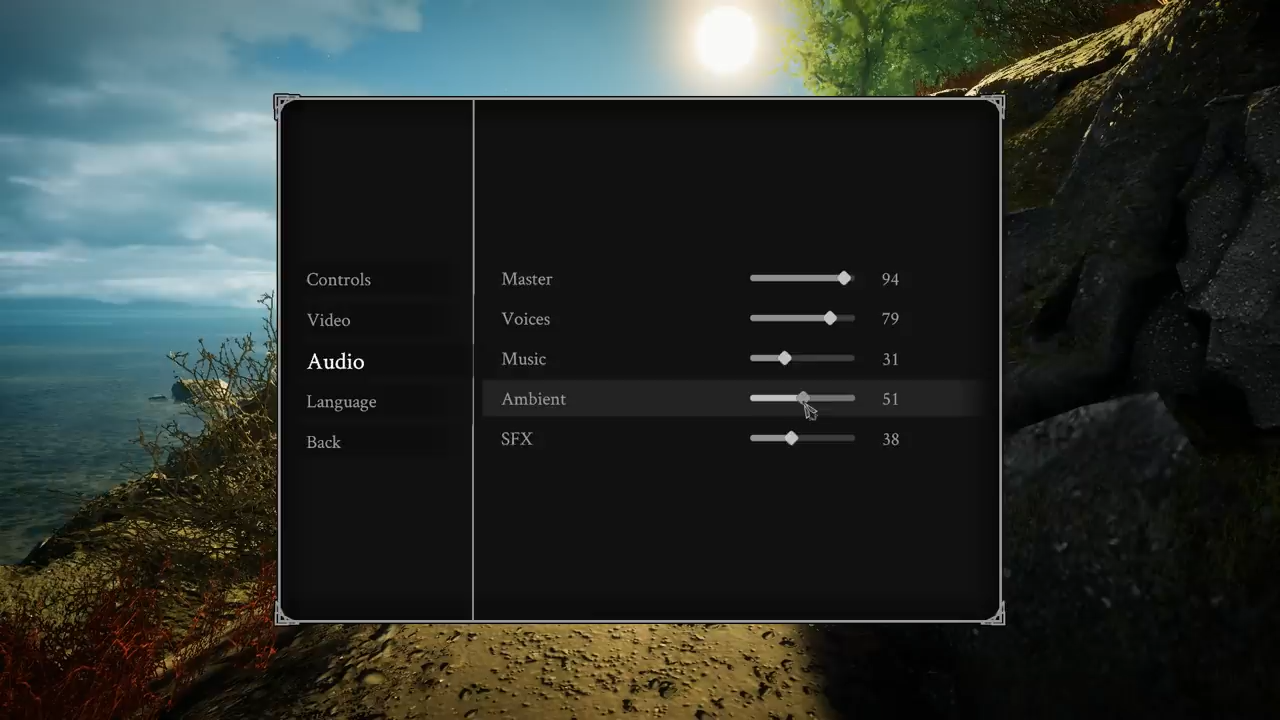 Controls
Video
Audio
Language
Back
Master 94
Voices 79
Music 31
Ambient 51
SFX 38